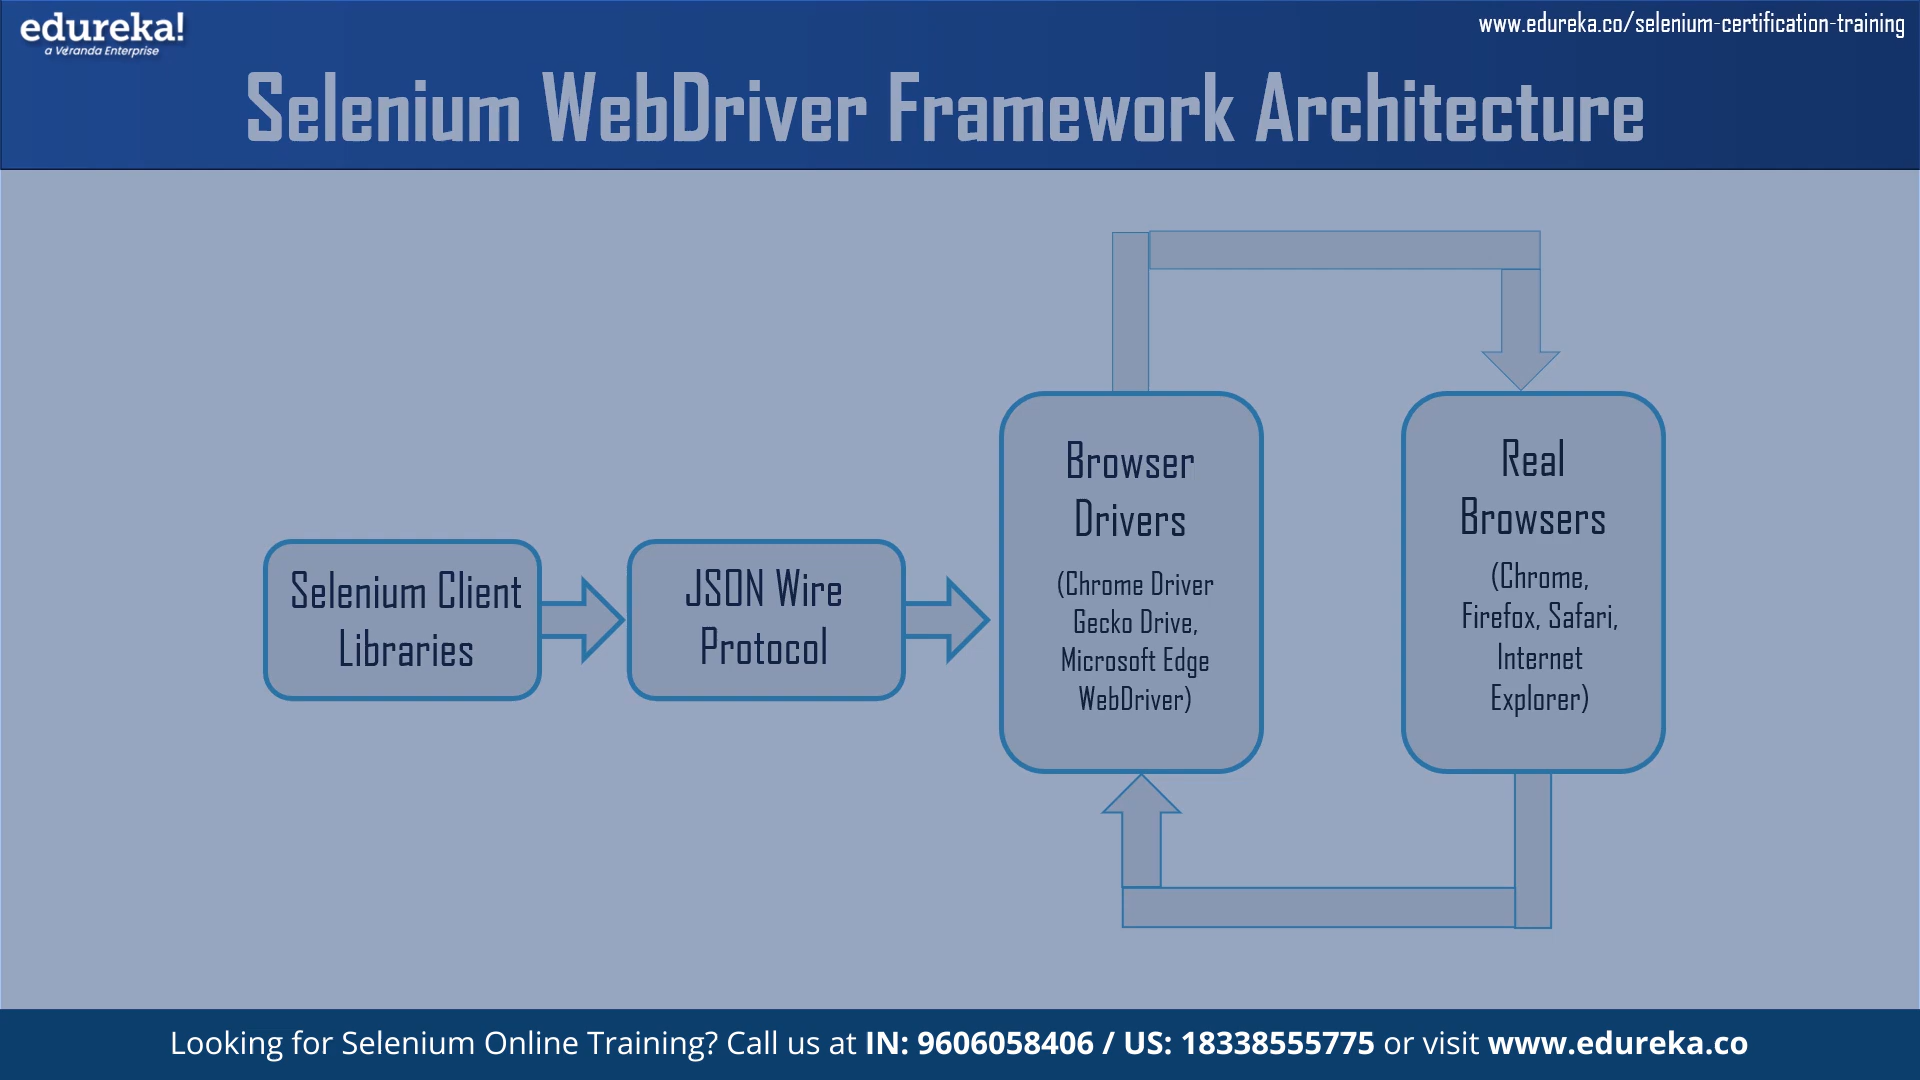 edureka!
a Veranda Enterprise
www.edureka.co/selenium-certification-training
Selenium WebDriver Framework Architecture
Selenium Client
Libraries
JSON Wire
Protocol
Browser
Drivers
(Chrome Driver
Gecko Drive,
Microsoft Edge
WebDriver)
Real
Browsers
(Chrome,
Firefox, Safari,
Internet
Explorer)
Looking for Selenium Online Training? Call us at IN: 9606058406 / US: 18338555775 or visit www.edureka.co